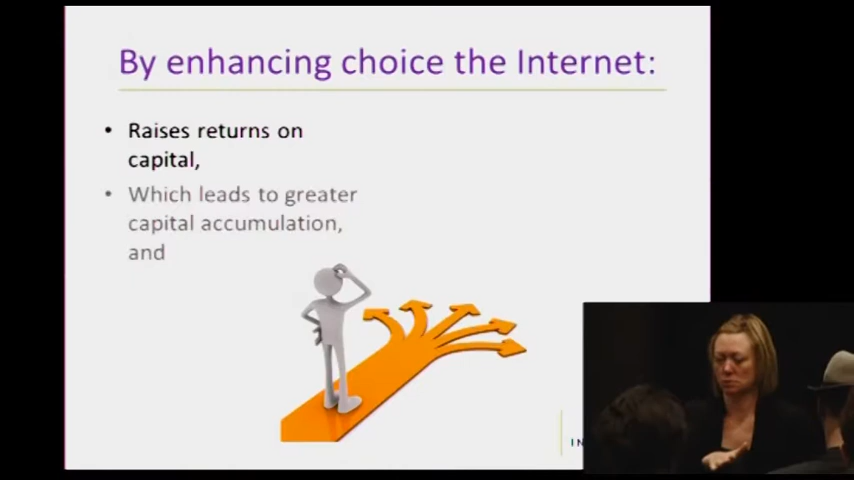 By enhancing choice the Internet:
• Raises returns on
capital,
• Which leads to greater
capital accumulation,
and